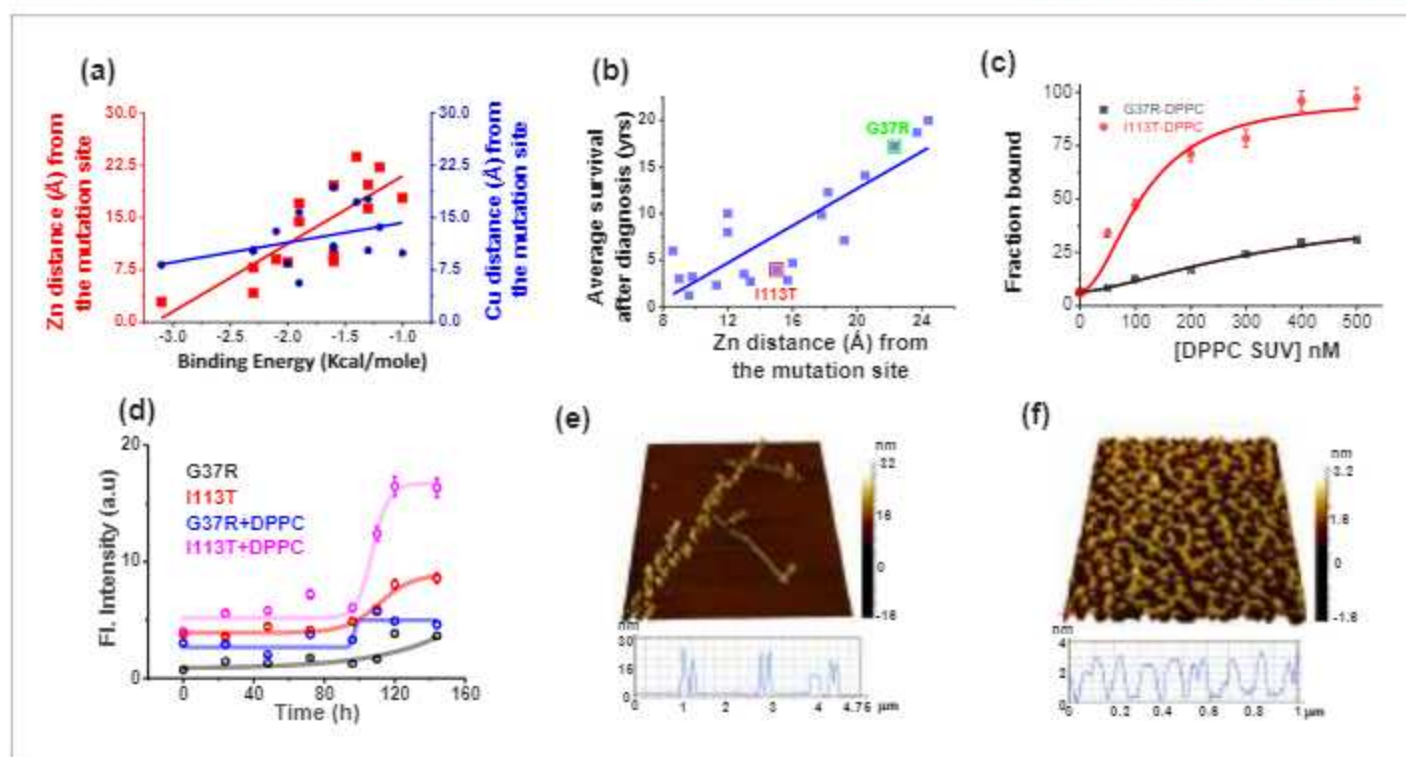 (a)
Zn distance (Å) from
the mutation site
30.0
22.5
15.0
7.5
0.0
-3.0
-2.5
-2.0
-1.5
-1.0
Binding Energy (Kcal/mole)
30.0
22.5
15.0
7.5
0.0
Cu distance (Å) from
the mutation site
(b)
Average survival
after diagnosis (yrs)
20
15
10
5
0
G37R
I113T
8
12
16
20
24
Zn distance (Å) from
the mutation site
(c)
Fraction bound
100
75
50
25
0
G37R-DPPC
I113T-DPPC
0
100
200
300
400
500
[DPPC SUV] nM
(d)
Fl. Intensity (a.u)
20
10
0
G37R
I113T
G37R+DPPC
I113T+DPPC
0
40
80
120
160
Time (h)
(e)
nm
32
16
0
-16
nm
30
0
1
3
4
4.75
μm
(f)
nm
3.2
1.6
0
-1.6
nm
4
2
0
0.2
0.4
0.6
0.8
1
μm